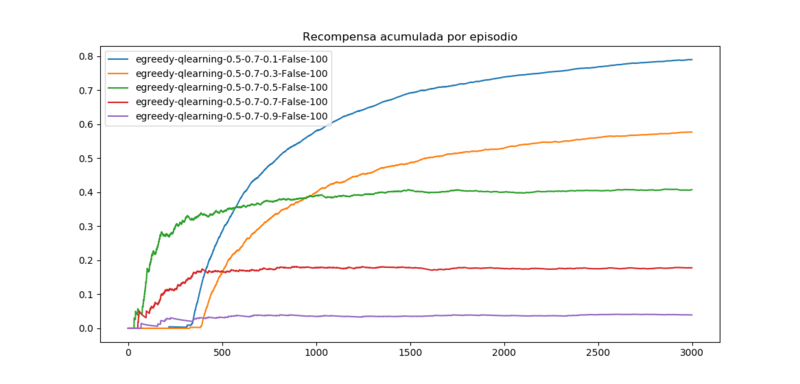 Recompensa acumulada por episodio
egreedy-qlearning-0.5-0.7-0.1-False-100
egreedy-qlearning-0.5-0.7-0.3-False-100
egreedy-qlearning-0.5-0.7-0.5-False-100
egreedy-qlearning-0.5-0.7-0.7-False-100
egreedy-qlearning-0.5-0.7-0.9-False-100
0.8
0.7
0.6
0.5
0.4
0.3
0.2
0.1
0.0
0 500 1000 1500 2000 2500 3000